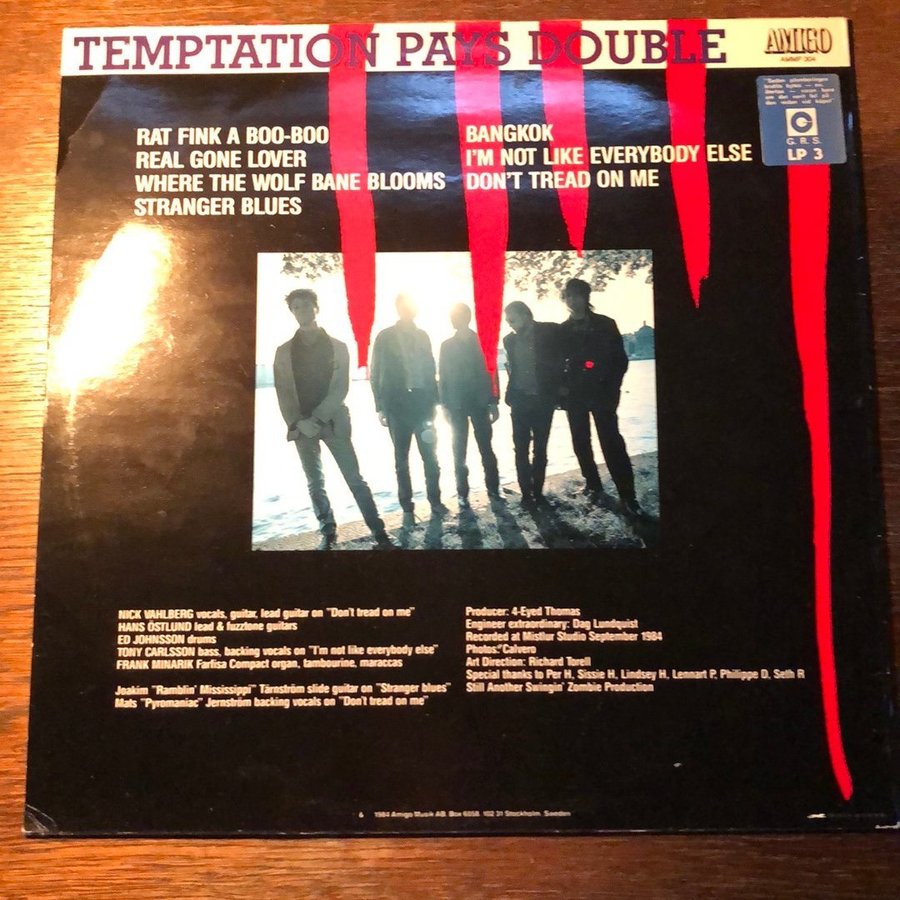 TEMPTATION PAYS DOUBLE
AMIGO
AMMP 304
G.R.S.
LP 3
RAT FINK A BOO-BOO
REAL GONE LOVER
WHERE THE WOLF BANE BLOOMS
STRANGER BLUES
BANGKOK
I'M NOT LIKE EVERYBODY ELSE
DON'T TREAD ON ME
NICK VAHLBERG vocals, guitar, lead guitar on "Don't tread on me"
HANS ÖSTLUND lead & fuzztone guitars
ED JOHNSSON drums
TONY CARLSSON bass, backing vocals on "I'm not like everybody else"
FRANK MINARIK Farfisa Compact organ, tambourine, maraccas
Joakim "Ramblin' Mississippi" Tärnström slide guitar on "Stranger blues"
Mats "Pyromaniac" Jernström backing vocals on "Don't tread on me"
Producer: 4-Eyed Thomas
Engineer extraordinary: Dag Lundquist
Recorded at Mistlur Studio September 1984
Photos: Calvero
Art Direction: Richard Torell
Special thanks to Per H, Sissie H, Lindsey H, Lennart P, Philippe D, Seth R
Still Another Swingin' Zombie Production
1984 Amigo Musik AB, Box 6058, 102 31 Stockholm, Sweden